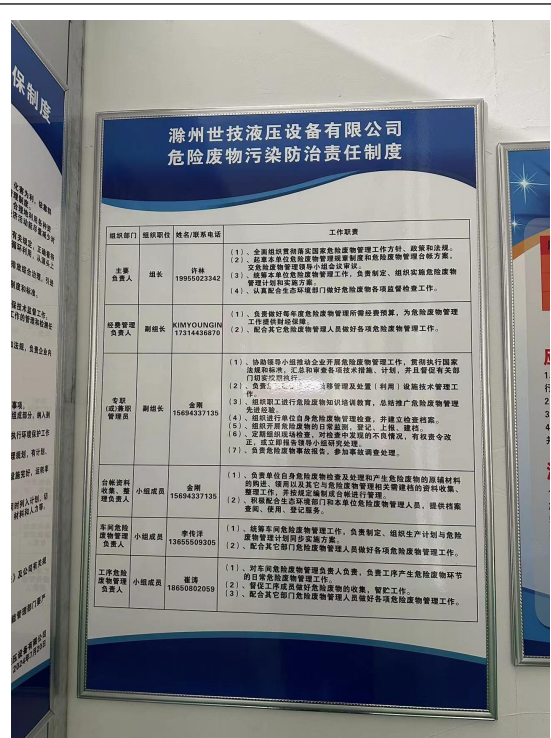 保制度
滁州世技液压设备有限公司
危险废物污染防治责任制度
组织部门 组织职位 姓名/联系电话 工作职责
主要负责人 组长 许林 19955023342
(1)、全面组织贯彻落实国家危险废物管理工作方针、政策和法规。
(2)、起草本单位危险废物管理规章制度和危险废物管理台帐方案，
交危险废物管理领导小组会议审议。
(3)、统筹本单位危险废物管理工作，负责制定、组织实施危险废物
管理计划和实施方案。
(4)、认真配合生态环境部门做好危险废物各项监督检查工作。
经费管理负责人 副组长 KIMYOUNGIN 17314436870
(1)、负责做好每年度危险废物管理所需经费预算，为危险废物管理
工作提供财经保障。
(2)、配合其它危险废物管理人员做好各项危险废物管理工作。
专职(或)兼职管理员 副组长 金刚 15694337135
(1)、协助领导小组推动企业开展危险废物管理工作，贯彻执行国家
法规和标准，汇总和审查各项技术措施、计划，并且督促有关部
门切实按期执行。
(2)、负责 转移管理及处置（利用）设施技术管理工
作。
(3)、组织职工进行危险废物知识培训教育，总结推广危险废物管理
先进经验。
(4)、组织进行单位自身危险废物管理检查，并建立检查档案。
(5)、组织开展危险废物的日常监测，登记、上报、建档。
(6)、定期组织现场检查，对检查中发现的不良情况，有权责令改
正，或立即报告领导小组研究处理。
(7)、负责危险废物事故报告，参加事故调查处理。
台帐资料收集、整理负责人 小组成员 金刚 15694337135
(1)、负责单位自身危险废物检查及处理和产生危险废物的原辅材料
的购进、领用以及其它与危险废物管理相关需建档的资料收集、
整理工作，并按规定编制成台帐进行管理。
(2)、积极配合生态环境部门和本单位危险废物管理人员，提供档案
查阅、使用、登记服务。
车间危险废物管理负责人 小组成员 李传洋 13655509305
(1)、统筹车间危险废物管理工作，负责制定、组织生产计划与危险
废物管理计划同步实施方案。
(2)、配合其它部门危险废物管理人员做好各项危险废物管理工作。
工序危险废物管理负责人 小组成员 崔涛 18650802059
(1)、对车间危险废物管理负责人负责，负责工序产生危险废物环节
的日常危险废物管理工作。
(2)、督促工序成员做好危险废物的收集，暂贮工作。
(3)、配合其它部门危险废物管理人员做好各项危险废物管理工作。